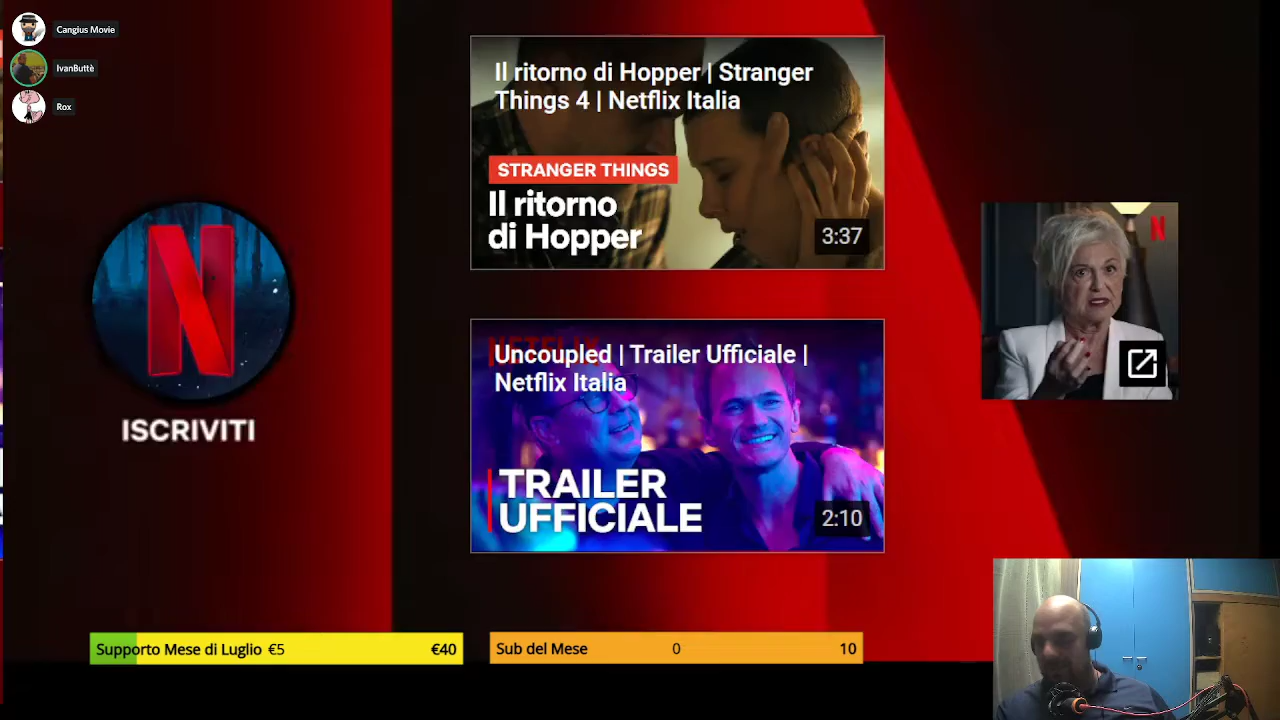 Cangius Movie
IvanButtè
Rox
Il ritorno di Hopper | Stranger
Things 4 | Netflix Italia
STRANGER THINGS
Il ritorno
di Hopper
3:37
N
ISCRIVITI
N
NETFLIX
Uncoupled | Trailer Ufficiale |
Netflix Italia
TRAILER
UFFICIALE
2:10
Supporto Mese di Luglio €5 €40
Sub del Mese 0 10